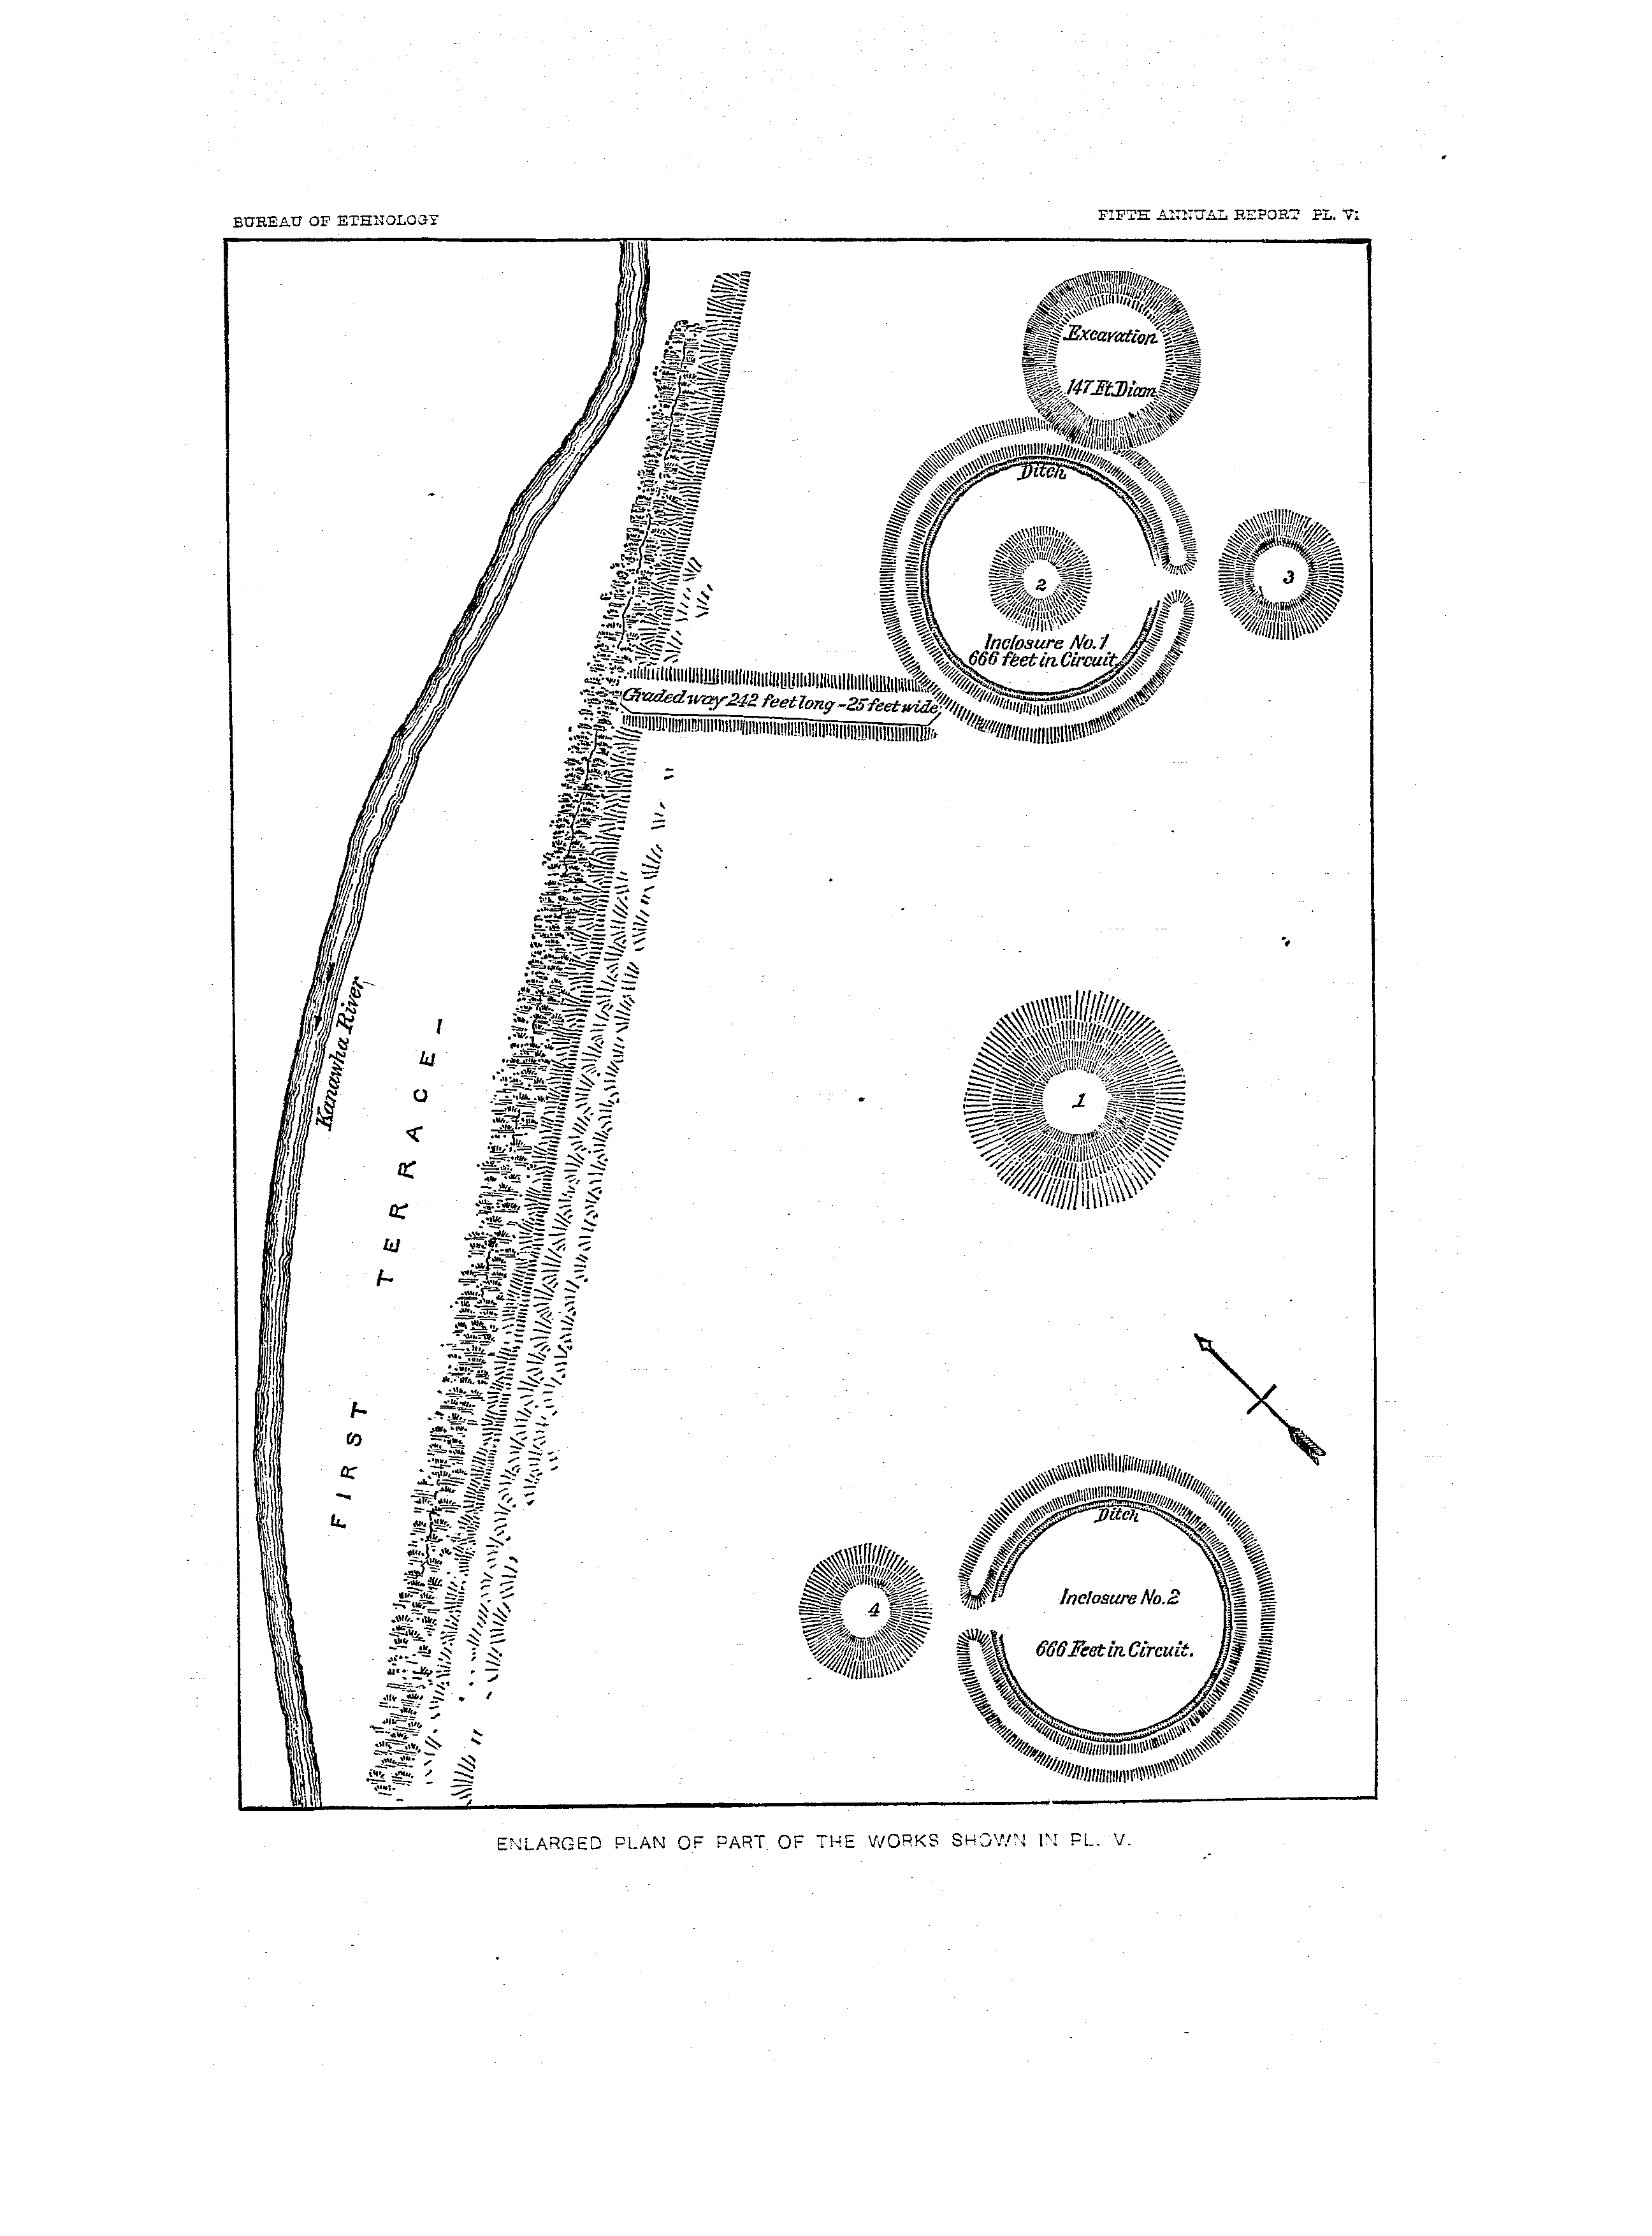 BUREAU OF ETHNOLOGY
FIFTH ANNUAL REPORT PL. VI
Excavation
147 Ft. Diam.
Ditch
2
3
Inclosure No. 1
666 feet in Circuit
Graded way 242 feet long - 25 feet wide
Kanawha River
FIRST TERRACE
1
Ditch
4
Inclosure No. 2
666 Feet in Circuit.
ENLARGED PLAN OF PART OF THE WORKS SHOWN IN PL. V.